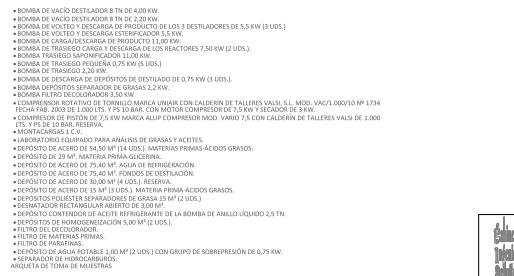 • BOMBA DE VACÍO DESTILADOR 8 TN DE 4,00 KW.
• BOMBA DE VACÍO DESTILADOR 8 TN DE 2,20 KW.
• BOMBA DE VOLTEO Y DESCARGA DE PRODUCTO DE LOS 3 DESTILADORES DE 5,5 KW (3 UDS.)
• BOMBA DE VOLTEO Y DESCARGA ESTERIFICADOR 5,5 KW.
• BOMBA DE CARGA/DESCARGA DE PRODUCTO 11,00 KW.
• BOMBA DE TRASIEGO CARGA Y DESCARGA DE LOS REACTORES 7,50 KW (2 UDS.).
• BOMBA TRASIEGO SAPONIFICADOR 11,00 KW.
• BOMBA DE TRASIEGO PEQUEÑA 0,75 KW (5 UDS.)
• BOMBA DE TRASIEGO 2,20 KW.
• BOMBA DE DESCARGA DE DEPÓSITOS DE DESTILADO DE 0,75 KW (3 UDS.).
• BOMBA DEPÓSITOS SEPARADOR DE GRASAS 2,2 KW.
• BOMBA FILTRO DECOLORADOR 3,50 KW
• COMPRENSOR ROTATIVO DE TORNILLO MARCA UNIAIR CON CALDERÍN DE TALLERES VALSI, S.L. MOD. VAC/1.000/10 Nº 1734
FECHA FAB. 2003 DE 1.000 LTS. Y PS 10 BAR. CON MOTOR COMPRESOR DE 7,5 KW Y SECADOR DE 3 KW.
• COMPRESOR DE PISTÓN DE 7,5 KW MARCA ALUP COMPRESOR MOD. VARIO 7,5 CON CALDERÍN DE TALLERES VALSI DE 1.000
LTS. Y PS DE 10 BAR. RESERVA.
• MONTACARGAS 1 C.V.
• LABORATORIO EQUIPADO PARA ANÁLISIS DE GRASAS Y ACEITES.
• DEPÓSITO DE ACERO DE 54,50 M³ (14 UDS.). MATERIAS PRIMAS-ÁCIDOS GRASOS.
• DEPÓSITO DE 29 M³. MATERIA PRIMA-GLICERINA.
• DEPÓSITO DE ACERO DE 75,40 M³. AGUA DE REFRIGERACIÓN.
• DEPÓSITO DE ACERO DE 75,40 M³. FONDOS DE DESTILACIÓN.
• DEPÓSITO DE ACERO DE 30,00 M³ (4 UDS.). RESERVA.
• DEPÓSITO DE ACERO DE 15 M³ (3 UDS.). MATERIA PRIMA-ÁCIDOS GRASOS.
• DEPÓSITOS POLIÉSTER SEPARADORES DE GRASA 15 M³ (2 UDS.)
• DESNATADOR RECTANGULAR ABIERTO DE 3,00 M³.
• DEPÓSITO CONTENDOR DE ACEITE REFRIGERANTE DE LA BOMBA DE ANILLO LÍQUIDO 2,5 TN.
• DEPÓSITOS DE HOMOGENEIZACIÓN 5,00 M³ (2 UDS.).
• FILTRO DEL DECOLORADOR.
• FILTRO DE MATERIAS PRIMAS.
• FILTRO DE PARAFINAS.
• DEPÓSITO DE AGUA POTABLE 1,00 M³ (2 UDS.) CON GRUPO DE SOBREPRESIÓN DE 0,75 KW.
• SEPARADOR DE HIDROCARBUROS.
ARQUETA DE TOMA DE MUESTRAS